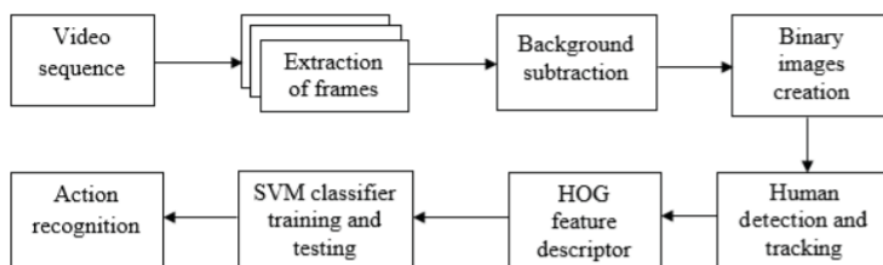 Video
sequence
Extraction
of frames
Background
subtraction
Binary
images
creation
Human
detection and
tracking
HOG
feature
descriptor
SVM classifier
training and
testing
Action
recognition